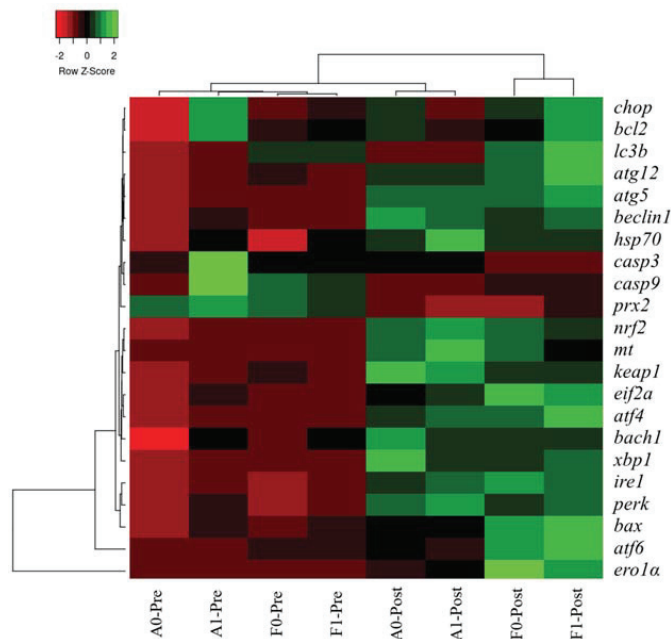 -2 0 2
Row Z-Score
chop
bcl2
lc3b
atg12
atg5
beclin1
hsp70
casp3
casp9
prx2
nrf2
mt
keap1
eif2a
atf4
bach1
xbp1
ire1
perk
bax
atf6
ero1α
A0-Pre
A1-Pre
F0-Pre
F1-Pre
A0-Post
A1-Post
F0-Post
F1-Post